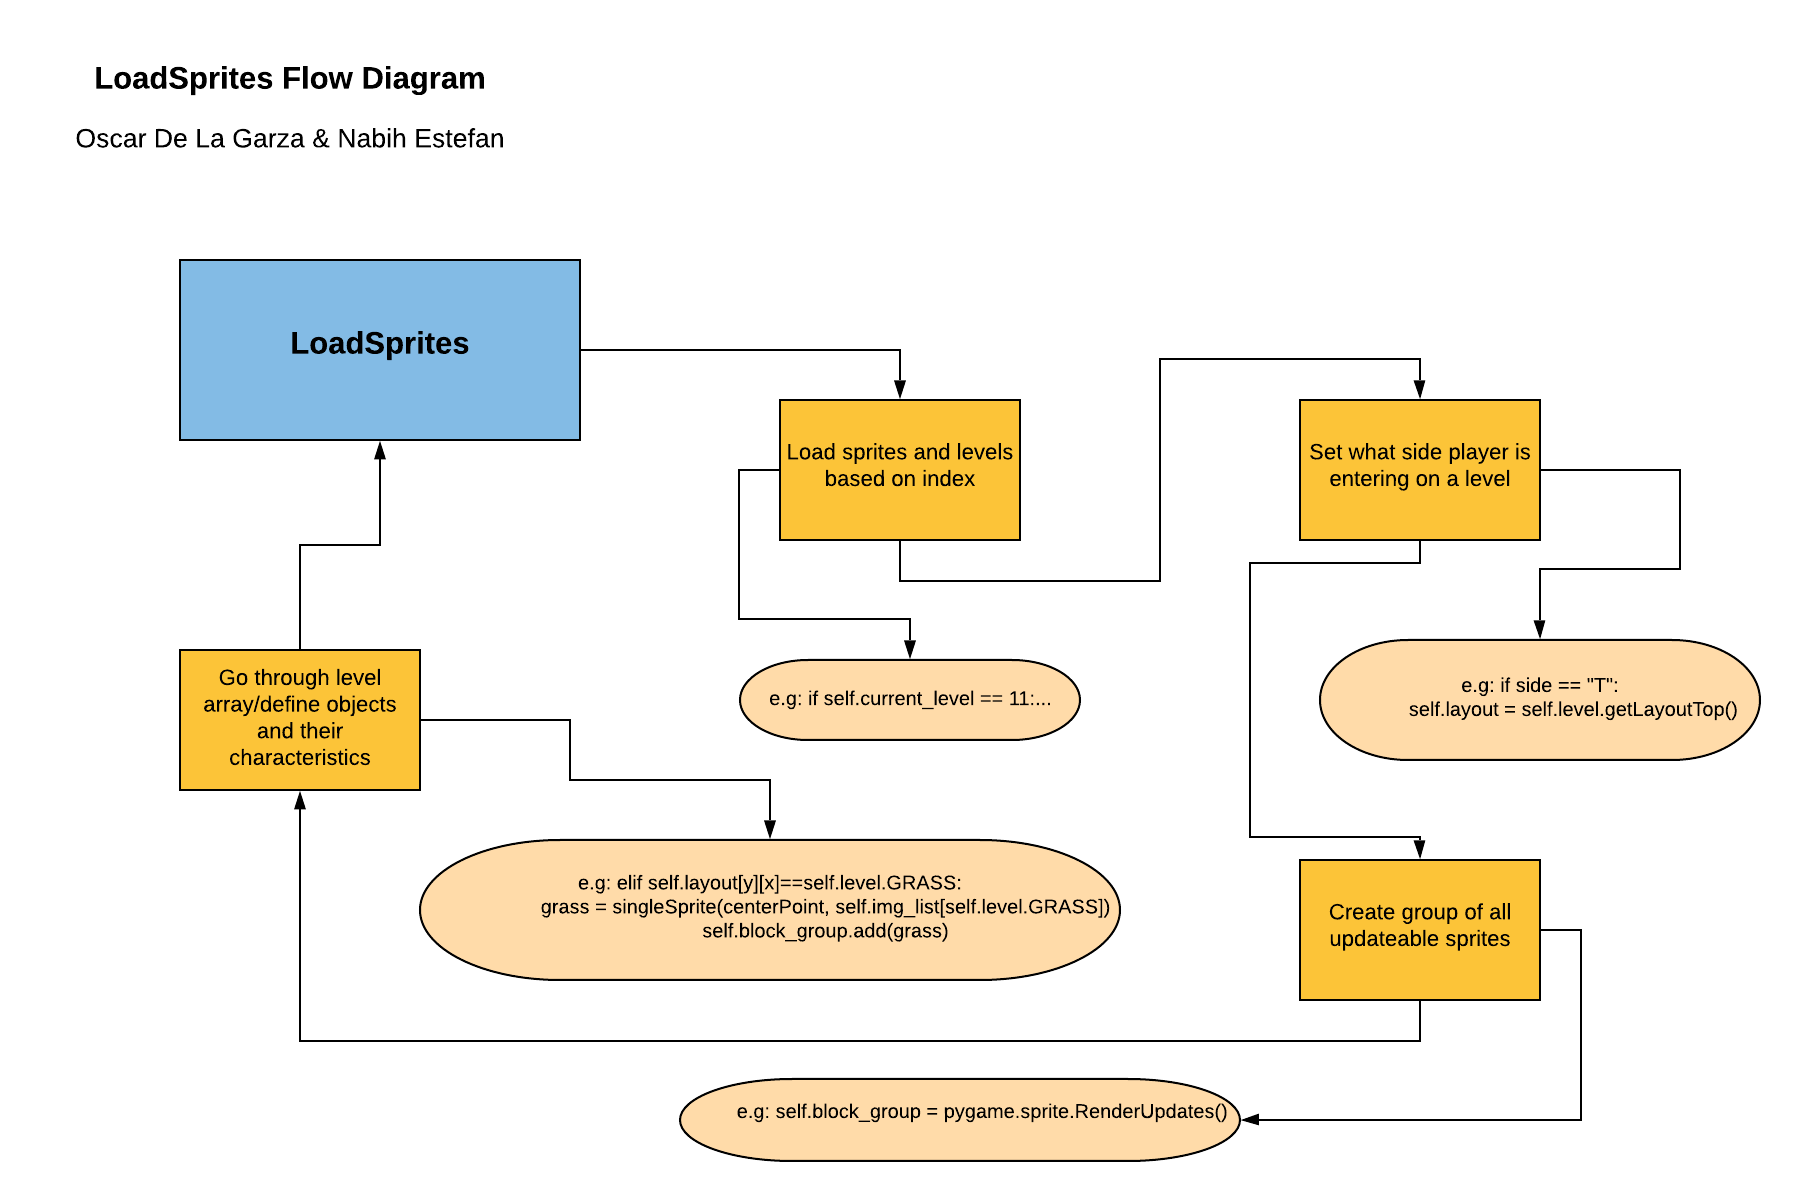 LoadSprites Flow Diagram
Oscar De La Garza & Nabih Estefan
LoadSprites
Load sprites and levels
based on index
Set what side player is
entering on a level
e.g: if self.current_level == 11:...
e.g: if side == "T":
self.layout = self.level.getLayoutTop()
Go through level
array/define objects
and their
characteristics
e.g: elif self.layout[y][x]==self.level.GRASS:
grass = singleSprite(centerPoint, self.img_list[self.level.GRASS])
self.block_group.add(grass)
Create group of all
updateable sprites
e.g: self.block_group = pygame.sprite.RenderUpdates()